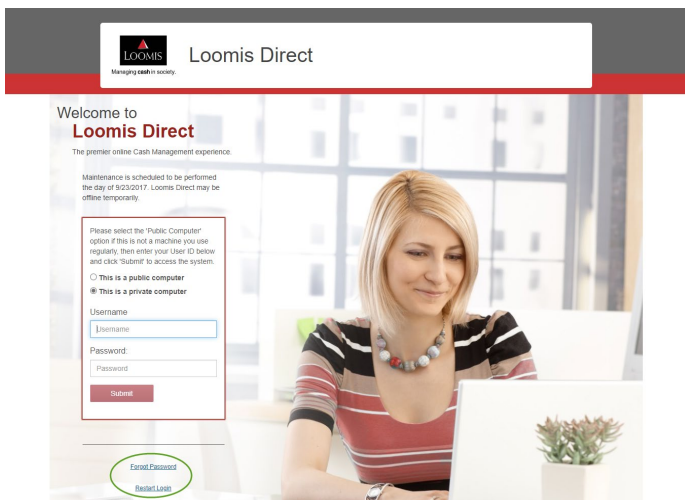 LOOMIS
Managing cash in society.
Loomis Direct
Welcome to
Loomis Direct
The premier online Cash Management experience.
Maintenance is scheduled to be performed
the day of 9/23/2017. Loomis Direct may be
offline temporarily.
Please select the 'Public Computer'
option if this is not a machine you use
regularly, then enter your User ID below
and click 'Submit' to access the system.
This is a public computer
This is a private computer
Username
Username
Password:
Password
Submit
Forgot Password
Restart Login